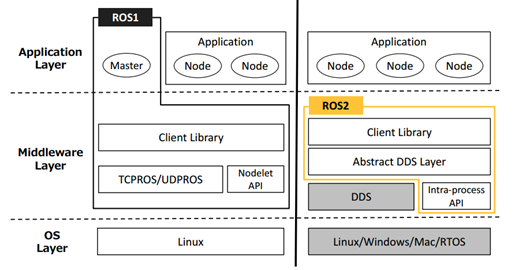 ROS1
Application
Layer
Master
Application
Node
Node
Application
Node
Node
Node
Middleware
Layer
Client Library
TCPROS/UDPROS
Nodelet
API
ROS2
Client Library
Abstract DDS Layer
DDS
Intra-process
API
OS
Layer
Linux
Linux/Windows/Mac/RTOS